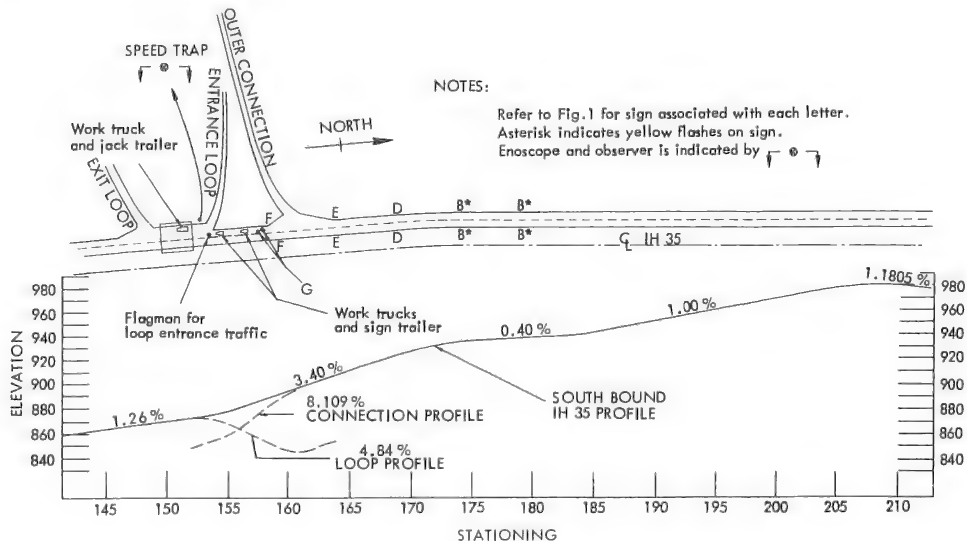 SPEED TRAP
OUTER CONNECTION
ENTRANCE LOOP
EXIT LOOP
Work truck
and jack trailer
NORTH
NOTES:
Refer to Fig.1 for sign associated with each letter.
Asterisk indicates yellow flashes on sign.
Enoscope and observer is indicated by
F E D B* B*
F E D B* B*
G
℄ IH 35
Flagman for
loop entrance traffic
Work trucks
and sign trailer
1.26%
3.40%
0.40%
1.00%
1.1805%
8.109%
CONNECTION PROFILE
4.84%
LOOP PROFILE
SOUTH BOUND
IH 35 PROFILE
ELEVATION
980
960
940
920
900
880
860
840
980
960
940
920
900
880
860
840
145 150 155 160 165 170 175 180 185 190 195 200 205 210
STATIONING